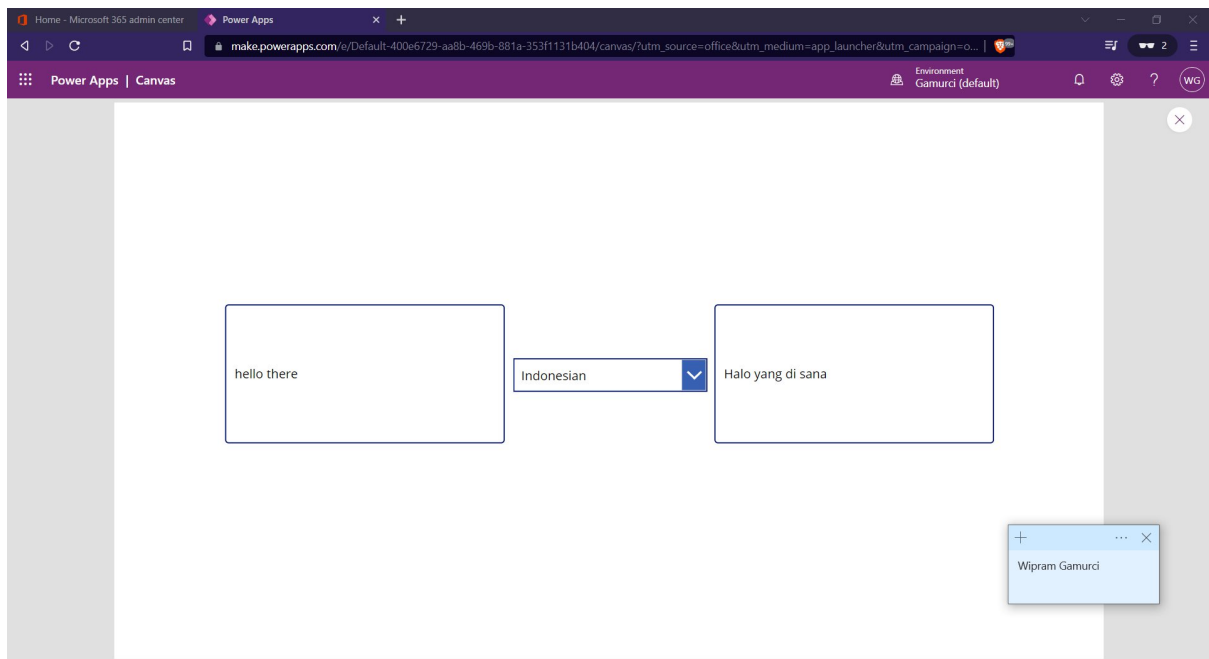 Home - Microsoft 365 admin center
Power Apps
make.powerapps.com/e/Default-400e6729-aa8b-469b-881a-353f1131b404/canvas/?utm_source=office&utm_medium=app_launcher&utm_campaign=o...
2
Power Apps | Canvas
Environment
Gamurci (default)
?
WG
hello there
Indonesian
Halo yang di sana
Wipram Gamurci